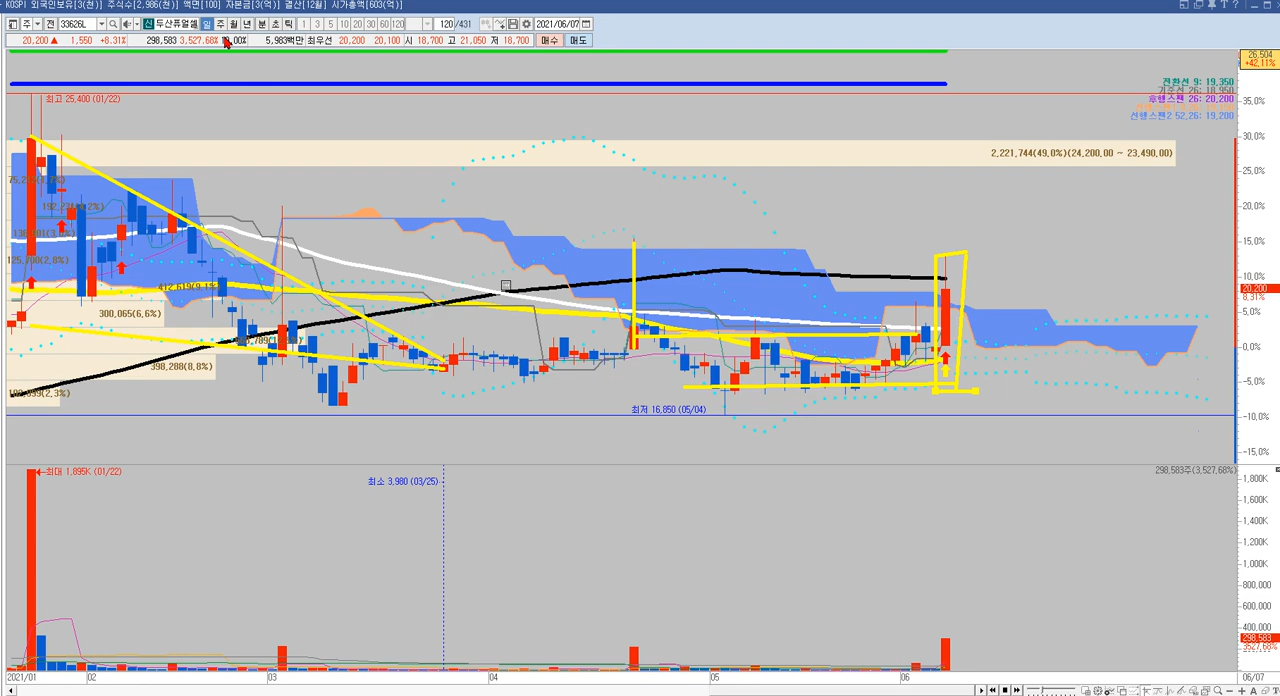 KOSPI 외국인보유[3(천)] 주식수[2,986(천)] 액면[100] 자본금[3(억)] 결산[12월] 시가총액[603(억)]
주 전 33626L 신 두산퓨얼셀 일 주 월 년 분 초 틱 1 3 5 10 20 30 60 120 120 /431 2021/06/07
20,200 ▲ 1,550 +8.31% 298,583 3,527.68% 5,983백만 최우선 20,200 20,100 시 18,700 고 21,050 저 18,700 매수 매도
26,504
+42,11%
전환선 9: 19,350
기준선 26: 18,950
후행스팬 26: 20,200
선행스팬2 52,26: 19,200
최고 25,400 (01/22)
35,0%
30,0%
2,221,744(49,0%)(24,200,00 ~ 23,490,00)
25,0%
20,0%
15,0%
10,0%
412,619(9,1%
20,200
8,31%
300,065(6,6%)
5,0%
0,0%
398,288(8,8%)
-5,0%
최저 16,850 (05/04)
-10,0%
-15,0%
최대 1,895K (01/22)
298,583주(3,527,68%)
최소 3,980 (03/25)
1,800K
1,600K
1,400K
1,200K
1,000K
800,000
600,000
400,000
298,583
3527,68%
2021/01 02 03 04 05 06 06/07